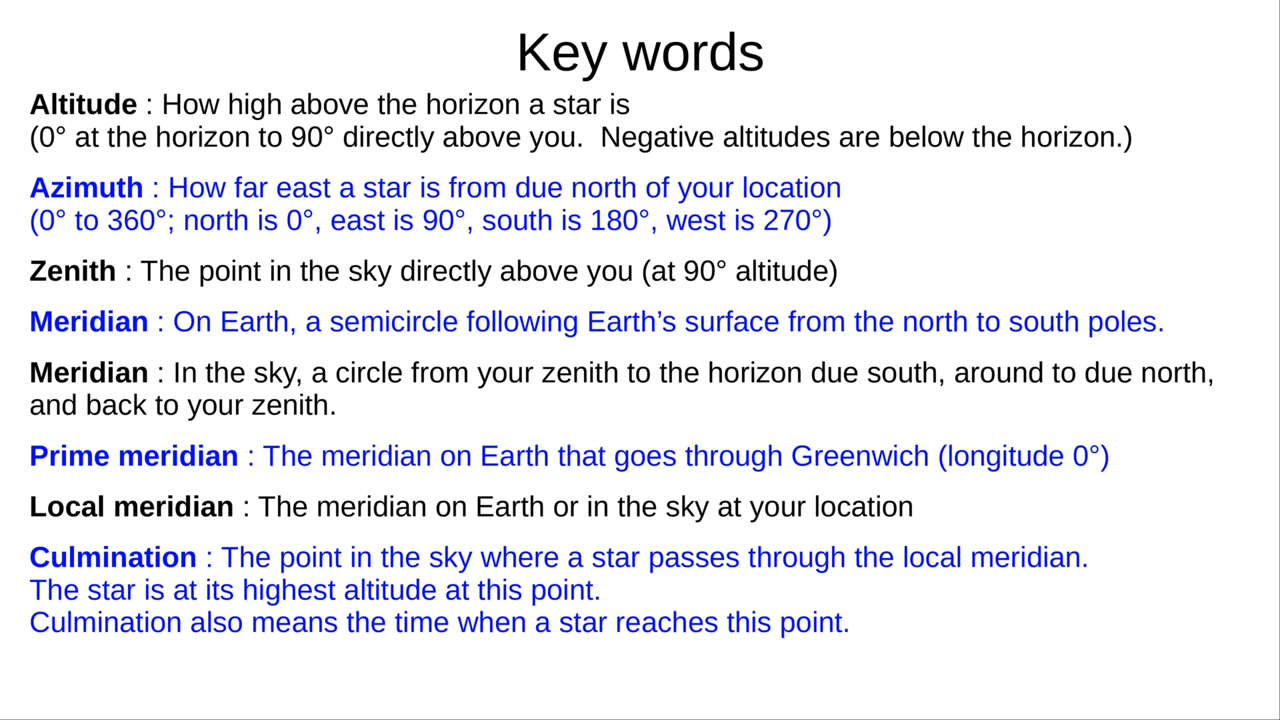 Key words
Altitude : How high above the horizon a star is
(0° at the horizon to 90° directly above you.  Negative altitudes are below the horizon.)
Azimuth : How far east a star is from due north of your location
(0° to 360°; north is 0°, east is 90°, south is 180°, west is 270°)
Zenith : The point in the sky directly above you (at 90° altitude)
Meridian : On Earth, a semicircle following Earth’s surface from the north to south poles.
Meridian : In the sky, a circle from your zenith to the horizon due south, around to due north,
and back to your zenith.
Prime meridian : The meridian on Earth that goes through Greenwich (longitude 0°)
Local meridian : The meridian on Earth or in the sky at your location
Culmination : The point in the sky where a star passes through the local meridian.
The star is at its highest altitude at this point.
Culmination also means the time when a star reaches this point.